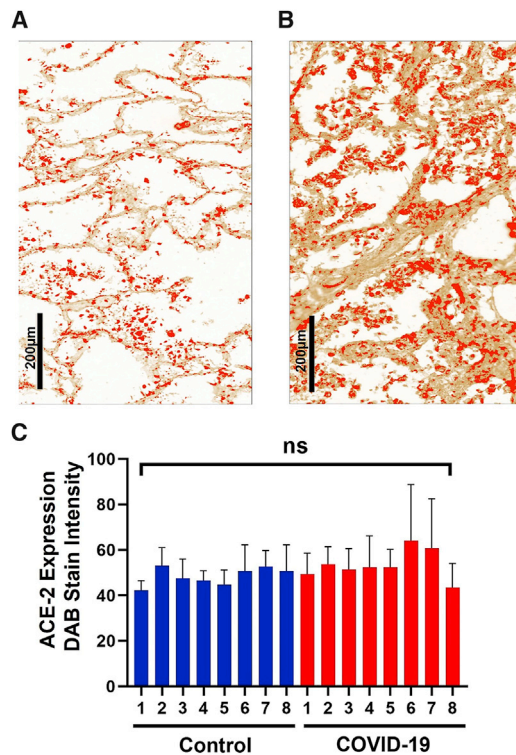 A
B
200µm
200µm
C
ns
ACE-2 Expression
DAB Stain Intensity
100
80
60
40
20
0
1 2 3 4 5 6 7 8 1 2 3 4 5 6 7 8
Control COVID-19